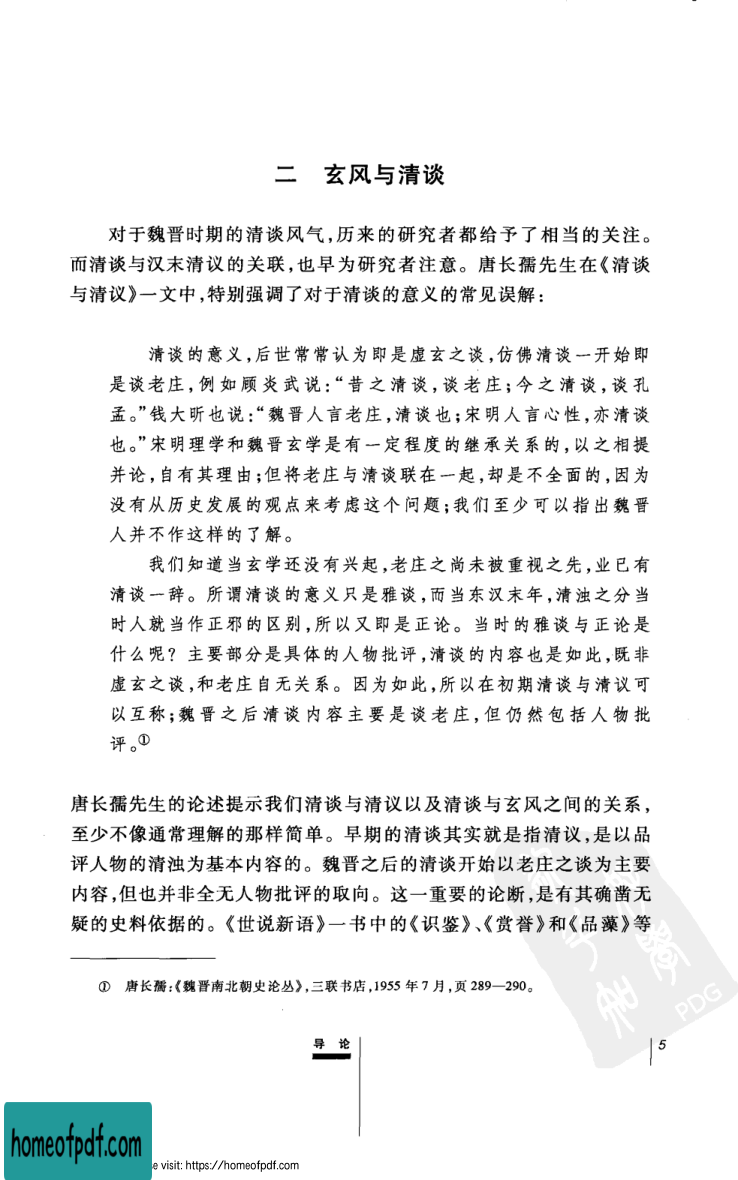 二 玄风与清谈
对于魏晋时期的清谈风气,历来的研究者都给予了相当的关注。
而清谈与汉末清议的关联,也早为研究者注意。唐长孺先生在《清谈
与清议》一文中,特别强调了对于清谈的意义的常见误解:
清谈的意义,后世常常认为即是虚玄之谈,仿佛清谈一开始即
是谈老庄,例如顾炎武说:“昔之清谈,谈老庄;今之清谈,谈孔
孟。”钱大昕也说:“魏晋人言老庄,清谈也;宋明人言心性,亦清谈
也。”宋明理学和魏晋玄学是有一定程度的继承关系的,以之相提
并论,自有其理由;但将老庄与清谈联在一起,却是不全面的,因为
没有从历史发展的观点来考虑这个问题;我们至少可以指出魏晋
人并不作这样的了解。
我们知道当玄学还没有兴起,老庄之尚未被重视之先,业已有
清谈一辞。所谓清谈的意义只是雅谈,而当东汉末年,清浊之分当
时人就当作正邪的区别,所以又即是正论。当时的雅谈与正论是
什么呢?主要部分是具体的人物批评,清谈的内容也是如此,既非
虚玄之谈,和老庄自无关系。因为如此,所以在初期清谈与清议可
以互称;魏晋之后清谈内容主要是谈老庄,但仍然包括人物批
评。①
唐长孺先生的论述提示我们清谈与清议以及清谈与玄风之间的关系,
至少不像通常理解的那样简单。早期的清谈其实就是指清议,是以品
评人物的清浊为基本内容的。魏晋之后的清谈开始以老庄之谈为主要
内容,但也并非全无人物批评的取向。这一重要的论断,是有其确凿无
疑的史料依据的。《世说新语》一书中的《识鉴》、《赏誉》和《品藻》等
① 唐长孺:《魏晋南北朝史论丛》,三联书店,1955 年 7 月,页 289—290。
导 论
5
PDG
homeofpdf.com
se visit: https://homeofpdf.com